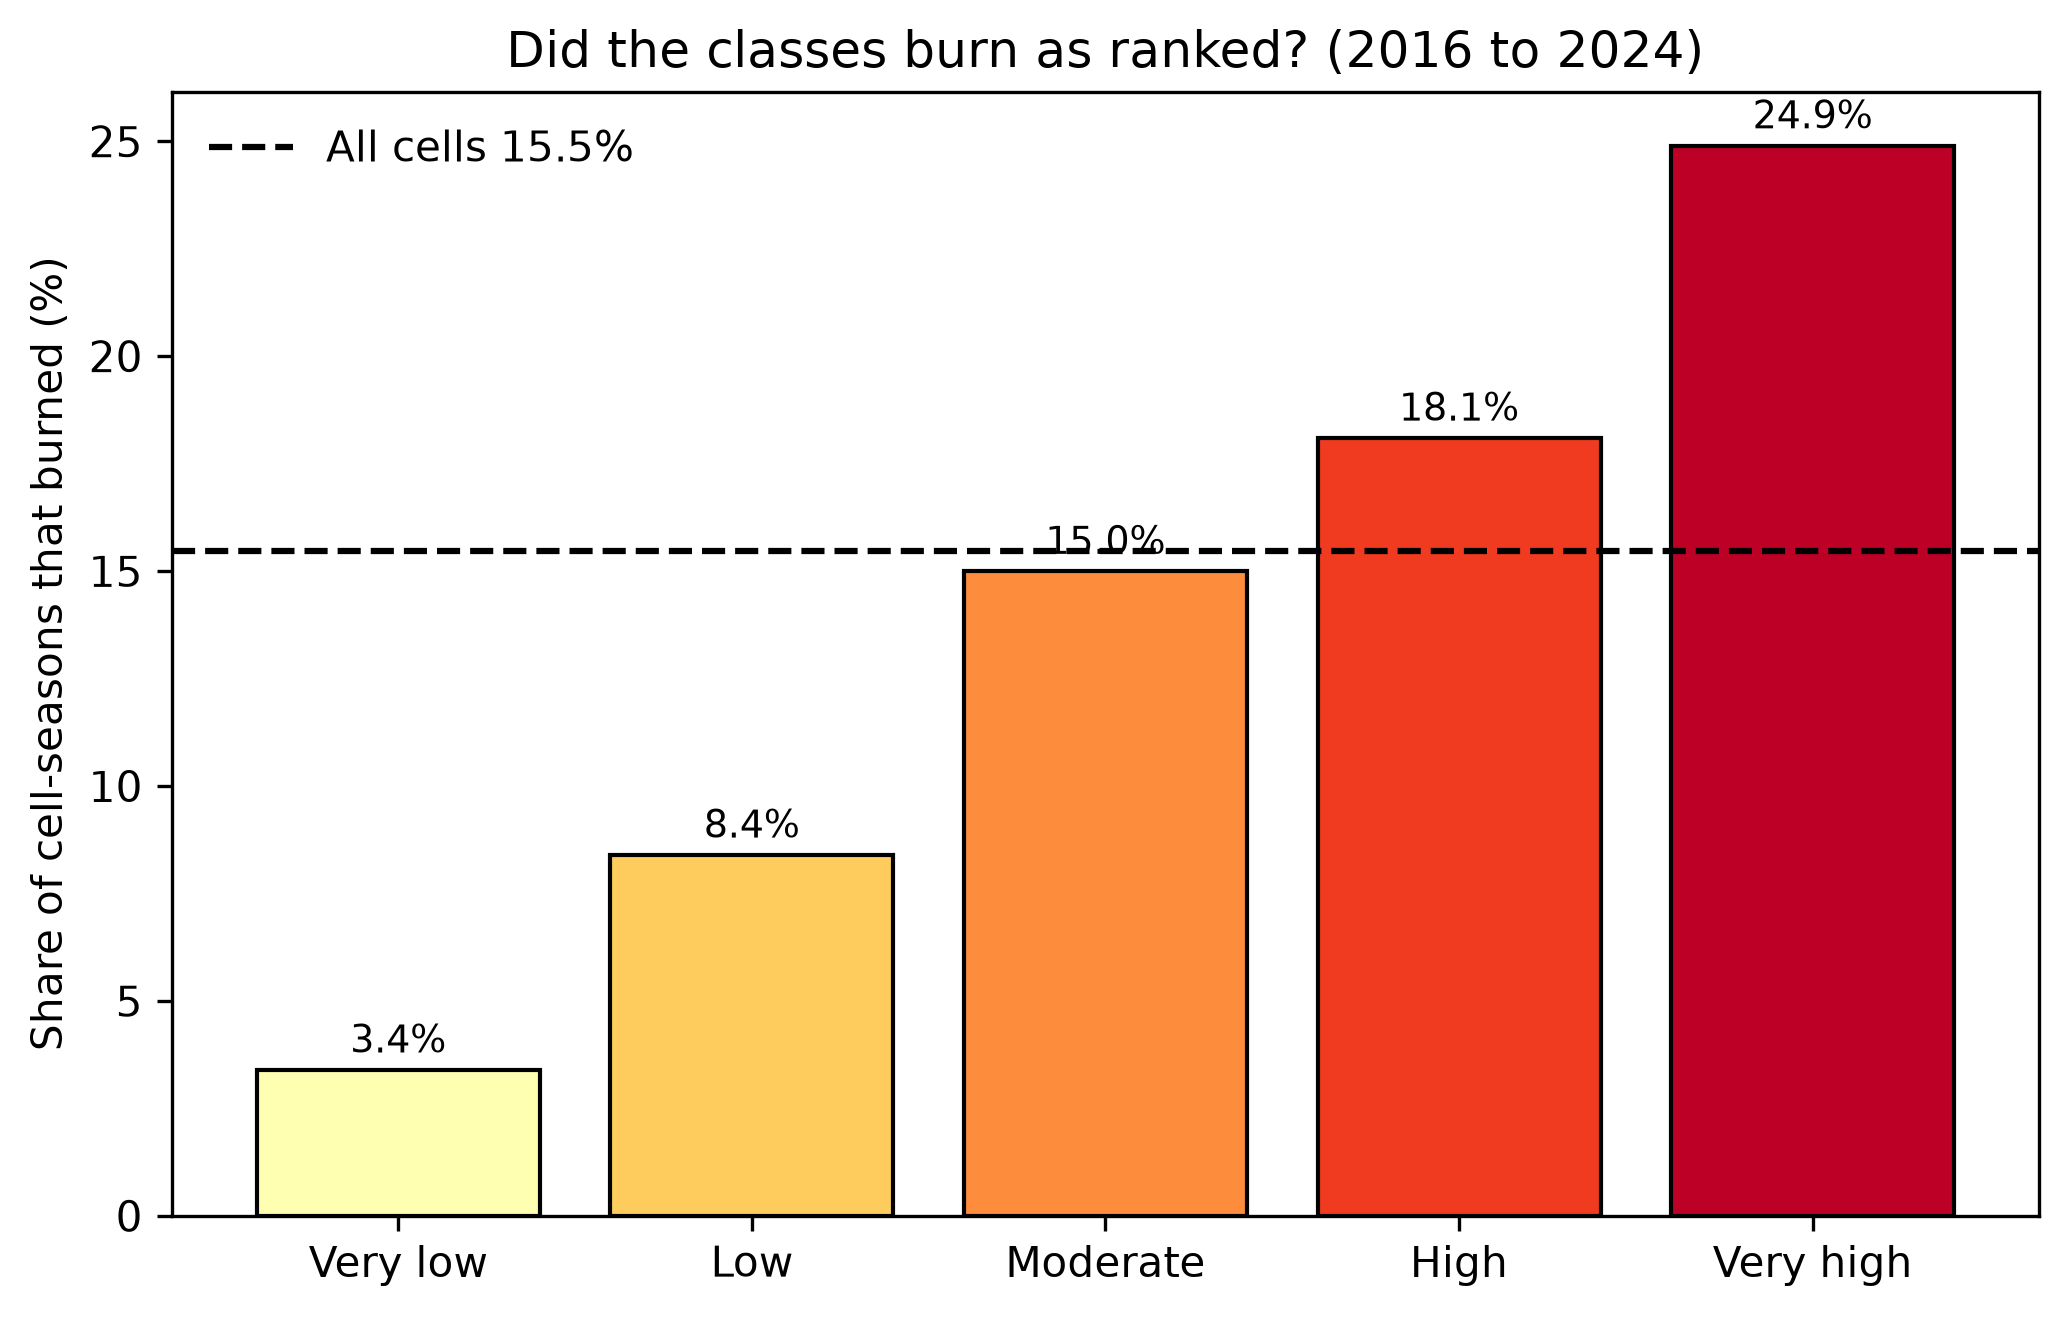 Did the classes burn as ranked? (2016 to 2024)
Share of cell-seasons that burned (%)
25
20
15
10
5
0
All cells 15.5%
3.4%
8.4%
15.0%
18.1%
24.9%
Very low
Low
Moderate
High
Very high